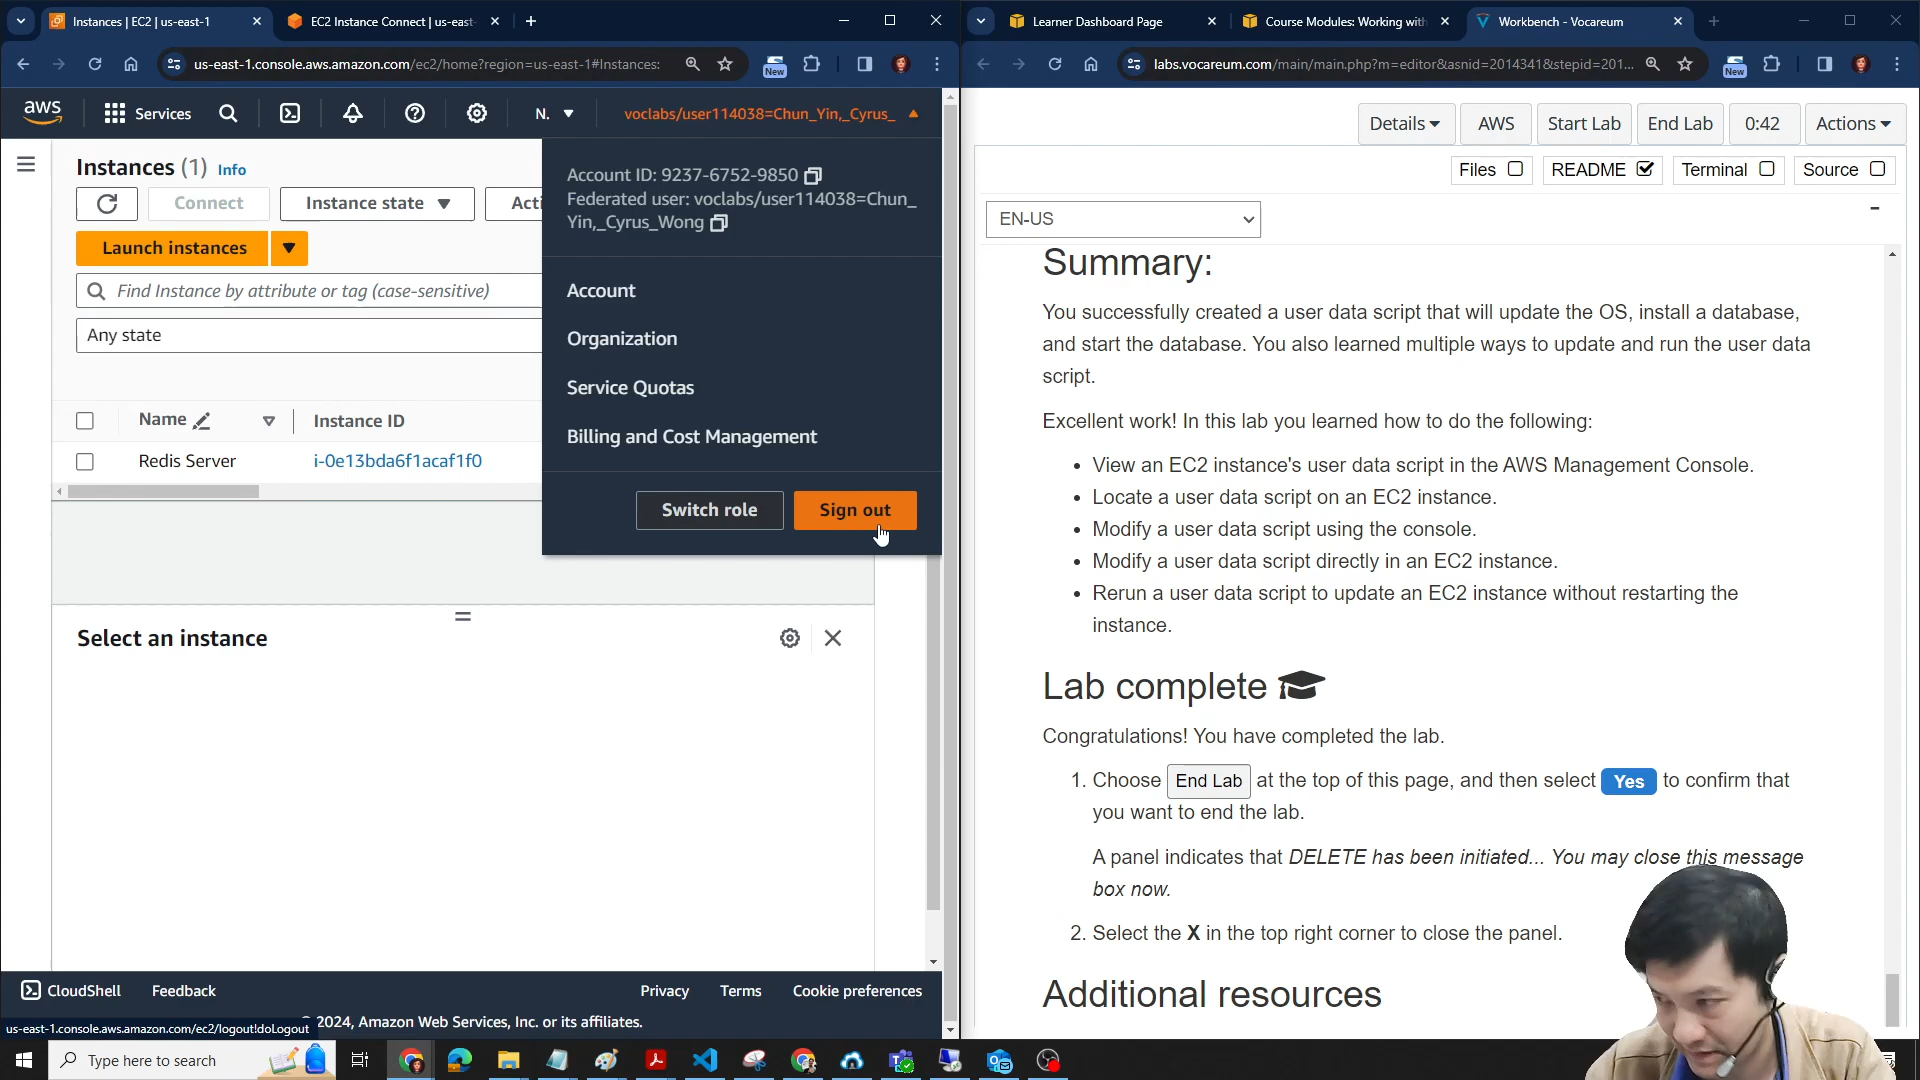 Instances | EC2 | us-east-1
EC2 Instance Connect | us-east-
us-east-1.console.aws.amazon.com/ec2/home?region=us-east-1#Instances:
New
aws
Services
N.
voclabs/user114038=Chun_Yin,_Cyrus_
Account ID: 9237-6752-9850
Federated user: voclabs/user114038=Chun_
Yin,_Cyrus_Wong
Account
Organization
Service Quotas
Billing and Cost Management
Switch role
Sign out
Instances (1) Info
Connect
Instance state
Acti
Launch instances
Find Instance by attribute or tag (case-sensitive)
Any state
Name
Instance ID
Redis Server
i-0e13bda6f1acaf1f0
Select an instance
CloudShell
Feedback
Privacy
Terms
Cookie preferences
us-east-1.console.aws.amazon.com/ec2/logout!doLogout
2024, Amazon Web Services, Inc. or its affiliates.
Type here to search
Learner Dashboard Page
Course Modules: Working with
Workbench - Vocareum
labs.vocareum.com/main/main.php?m=editor&asnid=2014341&stepid=201...
New
Details
AWS
Start Lab
End Lab
0:42
Actions
Files
README
Terminal
Source
EN-US
Summary:
You successfully created a user data script that will update the OS, install a database,
and start the database. You also learned multiple ways to update and run the user data
script.
Excellent work! In this lab you learned how to do the following:
• View an EC2 instance's user data script in the AWS Management Console.
• Locate a user data script on an EC2 instance.
• Modify a user data script using the console.
• Modify a user data script directly in an EC2 instance.
• Rerun a user data script to update an EC2 instance without restarting the
instance.
Lab complete
Congratulations! You have completed the lab.
1. Choose End Lab at the top of this page, and then select Yes to confirm that
you want to end the lab.
A panel indicates that DELETE has been initiated... You may close this message
box now.
2. Select the X in the top right corner to close the panel.
Additional resources